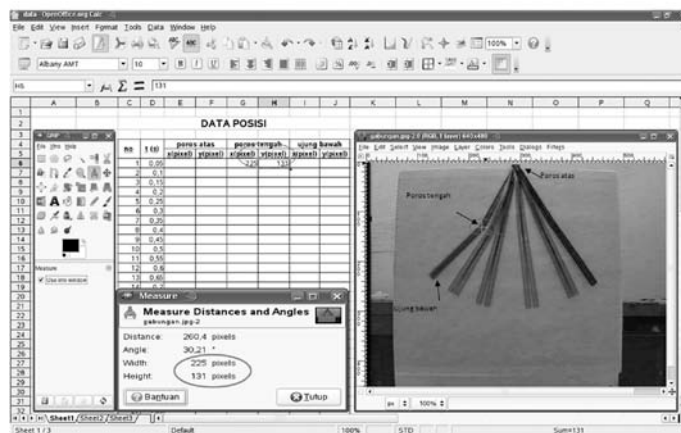 data - OpenOffice.org Calc
File Edit View Insert Format Tools Data Window Help
100%
Albany AMT 10
H6 Σ = 131
A B C D E F G H I J K L M N O P Q
DATA POSISI
no t (s) poros atas poros tengah ujung bawah
x(pixel) y(pixel) x(pixel) y(pixel) x(pixel) y(pixel)
1 0,05 225 131
2 0,1
3 0,15
4 0,2
5 0,25
6 0,3
7 0,35
8 0,4
9 0,45
10 0,5
11 0,55
12 0,6
13 0,65
GIMP
File Xtns Help
Measure
Use info window
gabungan.jpg-2.0 (RGB, 1 layer) 640x480
File Edit Select View Image Layer Colors Tools Dialogs Filters
Poros atas
Poros tengah
Ujung bawah
px 100%
Measure
Measure Distances and Angles
gabungan.jpg-2
Distance: 260,4 pixels
Angle: 30,21 °
Width: 225 pixels
Height: 131 pixels
Bantuan Tutup
Sheet1 Sheet2 Sheet3
Sheet 1 / 3 Default 100% STD Sum=131